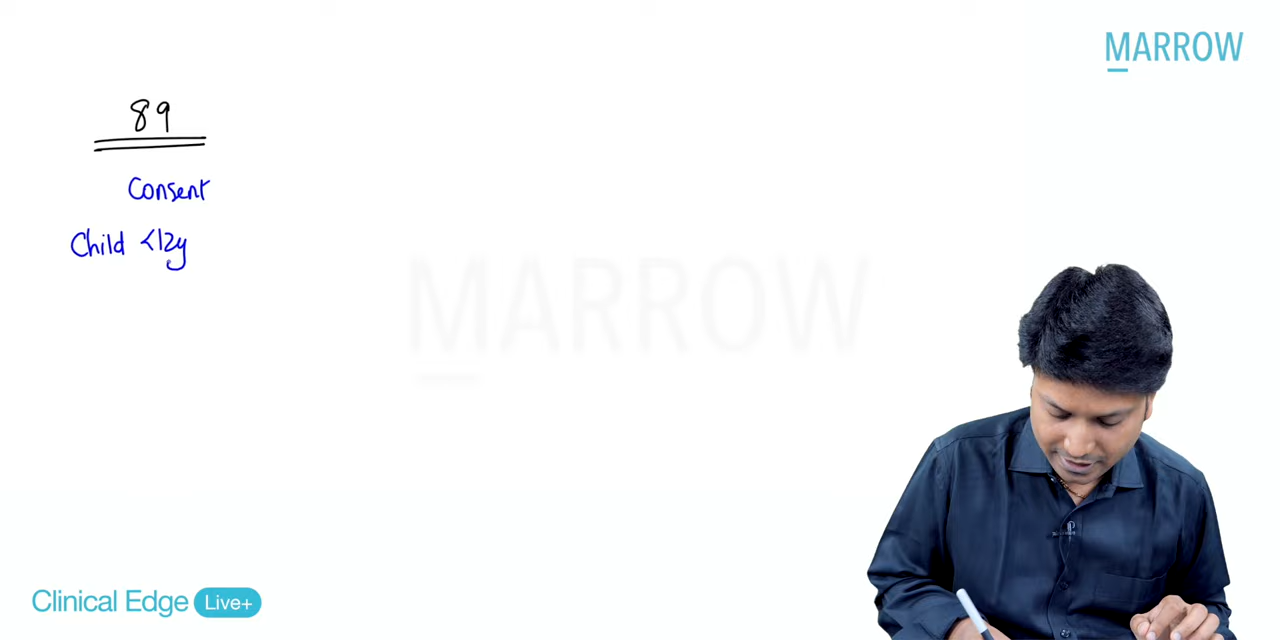 MARROW
89
Consent
Child <12y
MARROW
Clinical Edge Live+